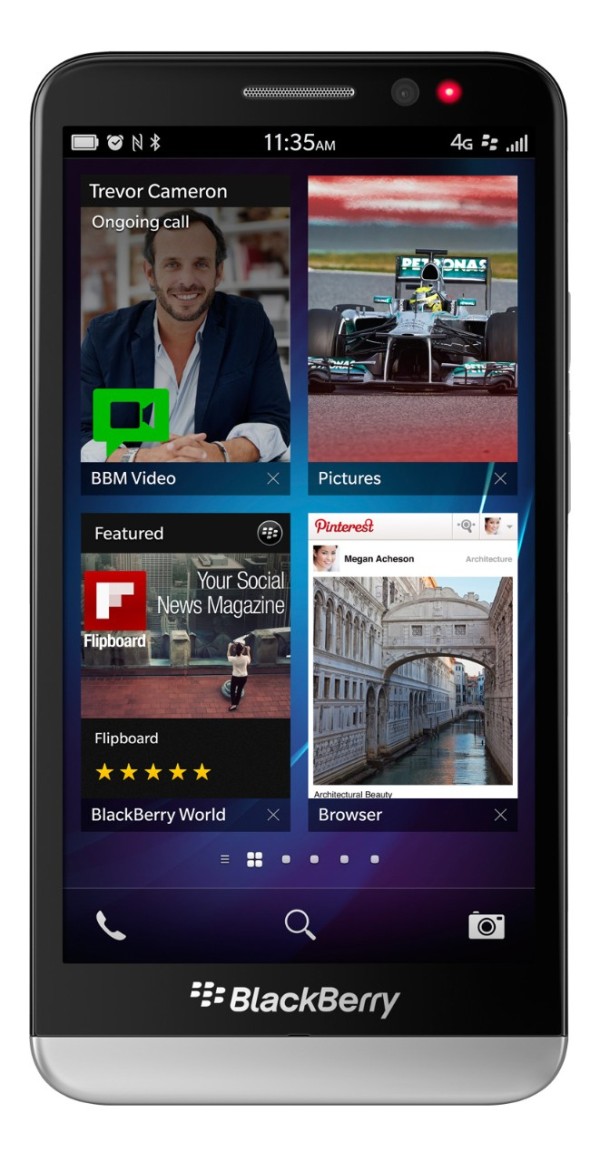 11:35AM
4G
Trevor Cameron
Ongoing call
BBM Video
PETRONAS
Pictures
Featured
Your Social
News Magazine
Flipboard
Flipboard
BlackBerry World
Pinterest
Megan Acheson
Architecture
Architectural Beauty
Browser
BlackBerry